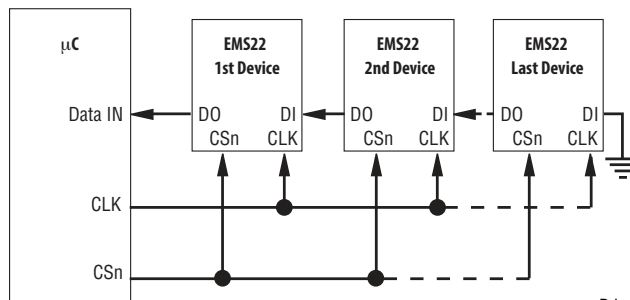 µC
EMS22
1st Device
EMS22
2nd Device
EMS22
Last Device
Data IN
DO DI
CSn CLK
DO DI
CSn CLK
DO DI
CSn CLK
CLK
CSn